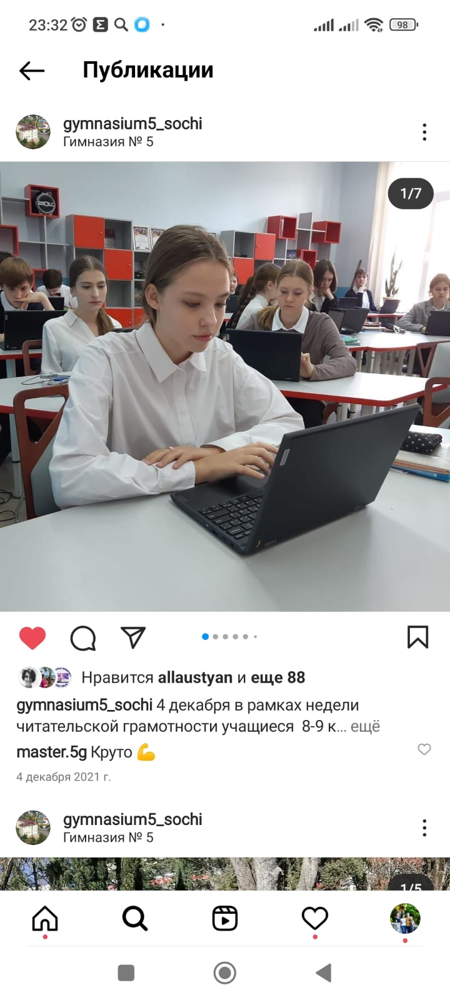 23:32
98
Публикации
gymnasium5_sochi
Гимназия № 5
1/7
Нравится allaustyan и еще 88
gymnasium5_sochi 4 декабря в рамках недели
читательской грамотности учащиеся 8-9 к... ещё
master.5g Круто 💪
4 декабря 2021 г.
gymnasium5_sochi
Гимназия № 5
1/5